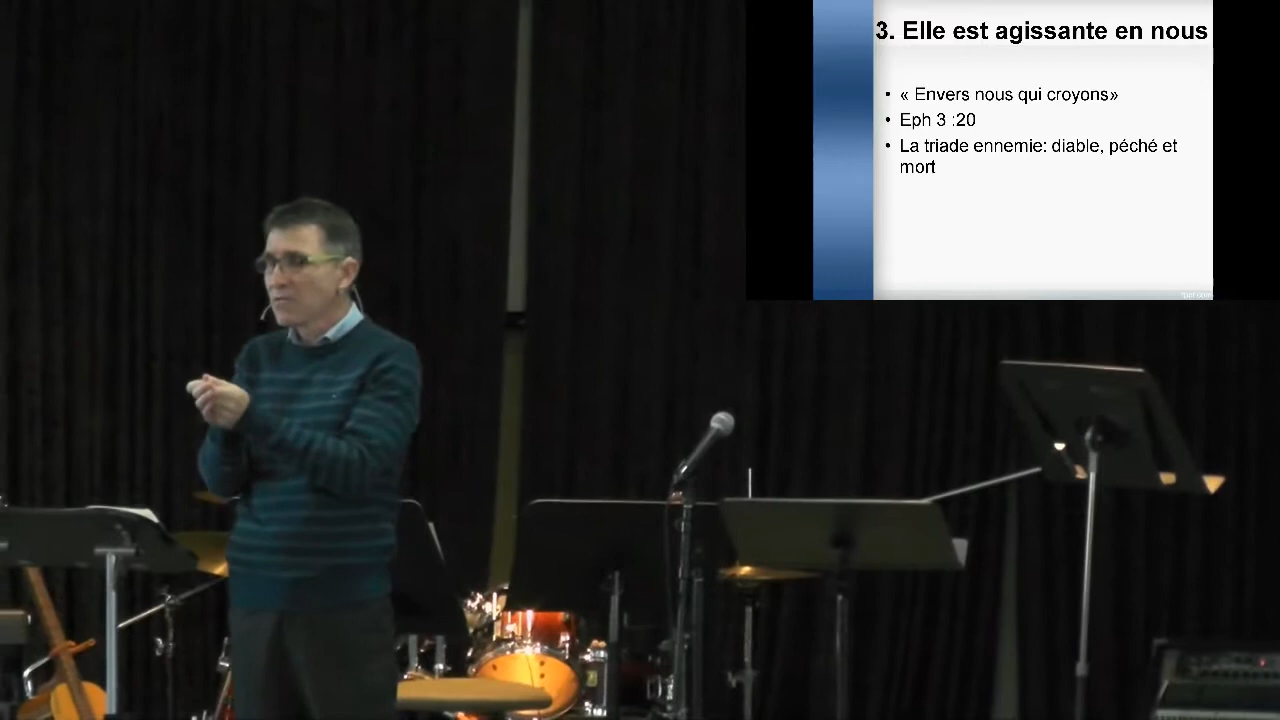 3. Elle est agissante en nous
• « Envers nous qui croyons»
• Eph 3 :20
• La triade ennemie: diable, péché et
mort